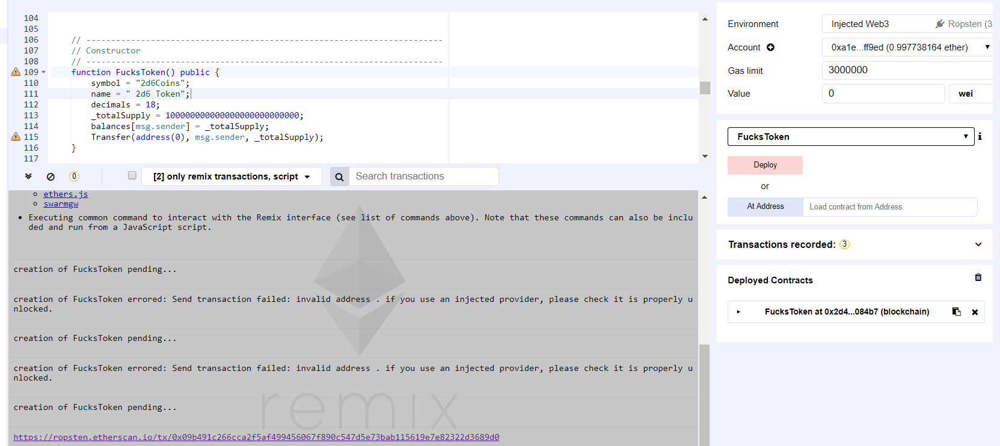 104
105
106 // ------------------------------------------------------------------------
107 // Constructor
108 // ------------------------------------------------------------------------
109 function FucksToken() public {
110 symbol = "2d6Coins";
111 name = " 2d6 Token";
112 decimals = 18;
113 _totalSupply = 100000000000000000000000000;
114 balances[msg.sender] = _totalSupply;
115 Transfer(address(0), msg.sender, _totalSupply);
116 }
117
0 [2] only remix transactions, script Search transactions
ethers.js
swarmgw
Executing common command to interact with the Remix interface (see list of commands above). Note that these commands can also be inclu
ded and run from a JavaScript script.
creation of FucksToken pending...
creation of FucksToken errored: Send transaction failed: invalid address . if you use an injected provider, please check it is properly u
nlocked.
creation of FucksToken pending...
creation of FucksToken errored: Send transaction failed: invalid address . if you use an injected provider, please check it is properly u
nlocked.
creation of FucksToken pending...
remix
https://ropsten.etherscan.io/tx/0x09b491c266cca2f5af499456067f890c547d5e73bab115619e7e82322d3689d0
Environment Injected Web3 Ropsten (3
Account 0xa1e...ff9ed (0.997738164 ether)
Gas limit 3000000
Value 0 wei
FucksToken
Deploy
or
At Address Load contract from Address
Transactions recorded: 3
Deployed Contracts
FucksToken at 0x2d4...084b7 (blockchain)